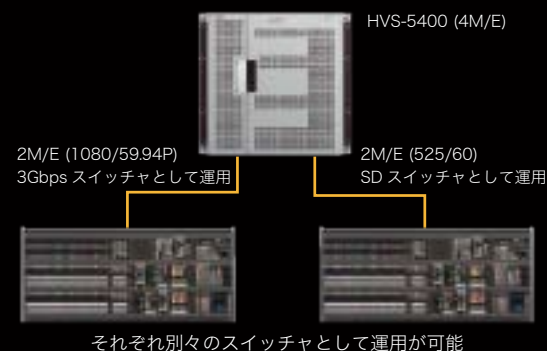 HVS-5400 (4M/E)
2M/E (1080/59.94P)
3Gbps スイッチャとして運用
2M/E (525/60)
SD スイッチャとして運用
それぞれ別々のスイッチャとして運用が可能